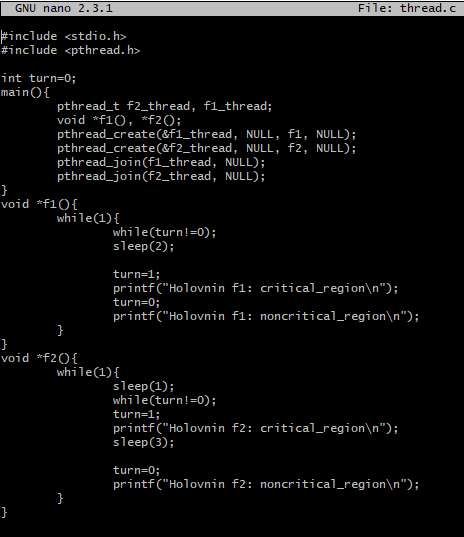 GNU nano 2.3.1 File: thread.c
#include <stdio.h>
#include <pthread.h>
int turn=0;
main(){
pthread_t f2_thread, f1_thread;
void *f1(), *f2();
pthread_create(&f1_thread, NULL, f1, NULL);
pthread_create(&f2_thread, NULL, f2, NULL);
pthread_join(f1_thread, NULL);
pthread_join(f2_thread, NULL);
}
void *f1(){
while(1){
while(turn!=0);
sleep(2);
turn=1;
printf("Holovnin f1: critical_region\n");
turn=0;
printf("Holovnin f1: noncritical_region\n");
}
}
void *f2(){
while(1){
sleep(1);
while(turn!=0);
turn=1;
printf("Holovnin f2: critical_region\n");
sleep(3);
turn=0;
printf("Holovnin f2: noncritical_region\n");
}
}